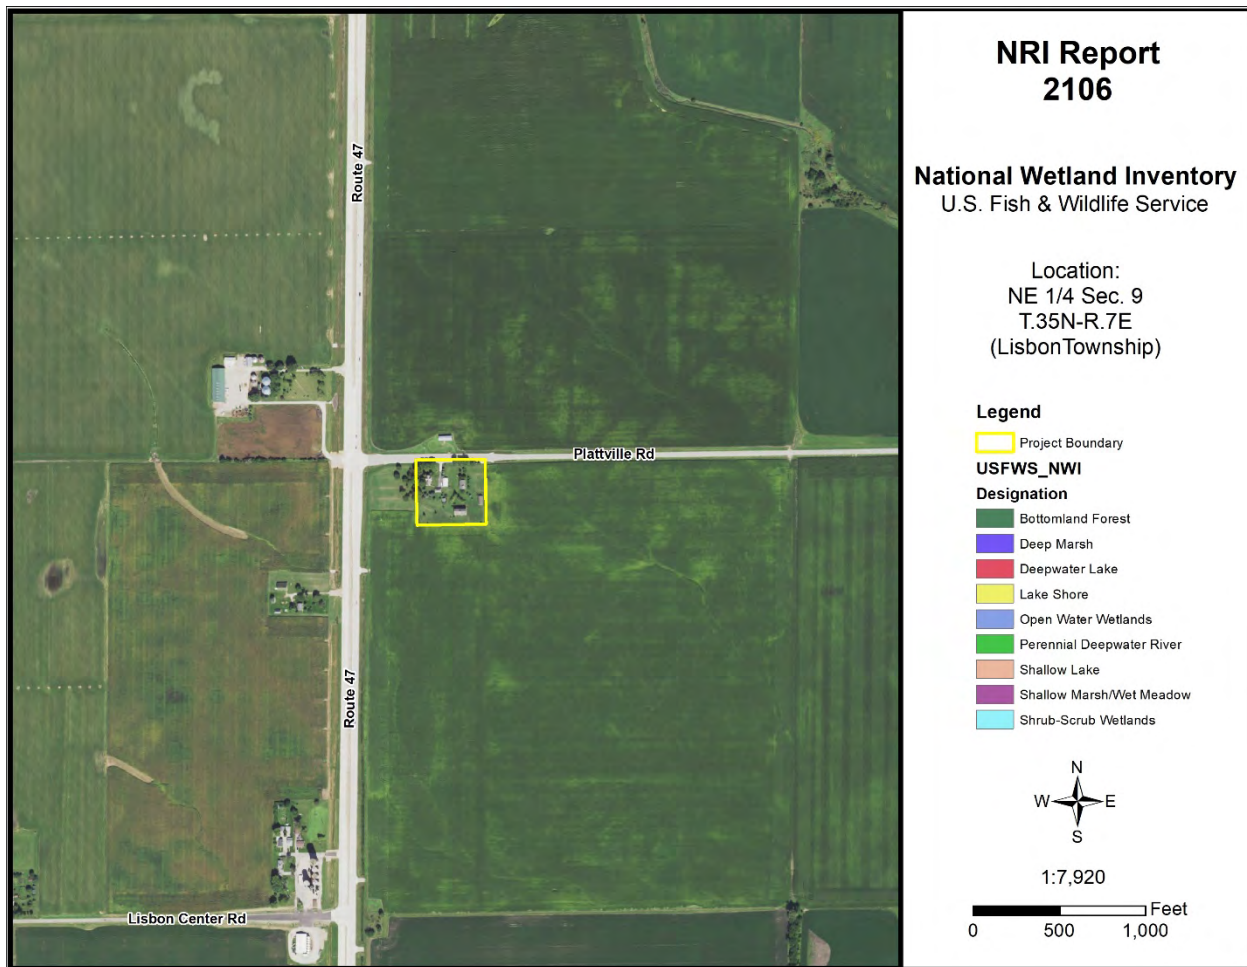 NRI Report
2106
National Wetland Inventory
U.S. Fish & Wildlife Service
Location:
NE 1/4 Sec. 9
T.35N-R.7E
(LisbonTownship)
Legend
Project Boundary
USFWS_NWI
Designation
Bottomland Forest
Deep Marsh
Deepwater Lake
Lake Shore
Open Water Wetlands
Perennial Deepwater River
Shallow Lake
Shallow Marsh/Wet Meadow
Shrub-Scrub Wetlands
N
W E
S
1:7,920
Feet
0 500 1,000
Route 47
Plattville Rd
Route 47
Lisbon Center Rd